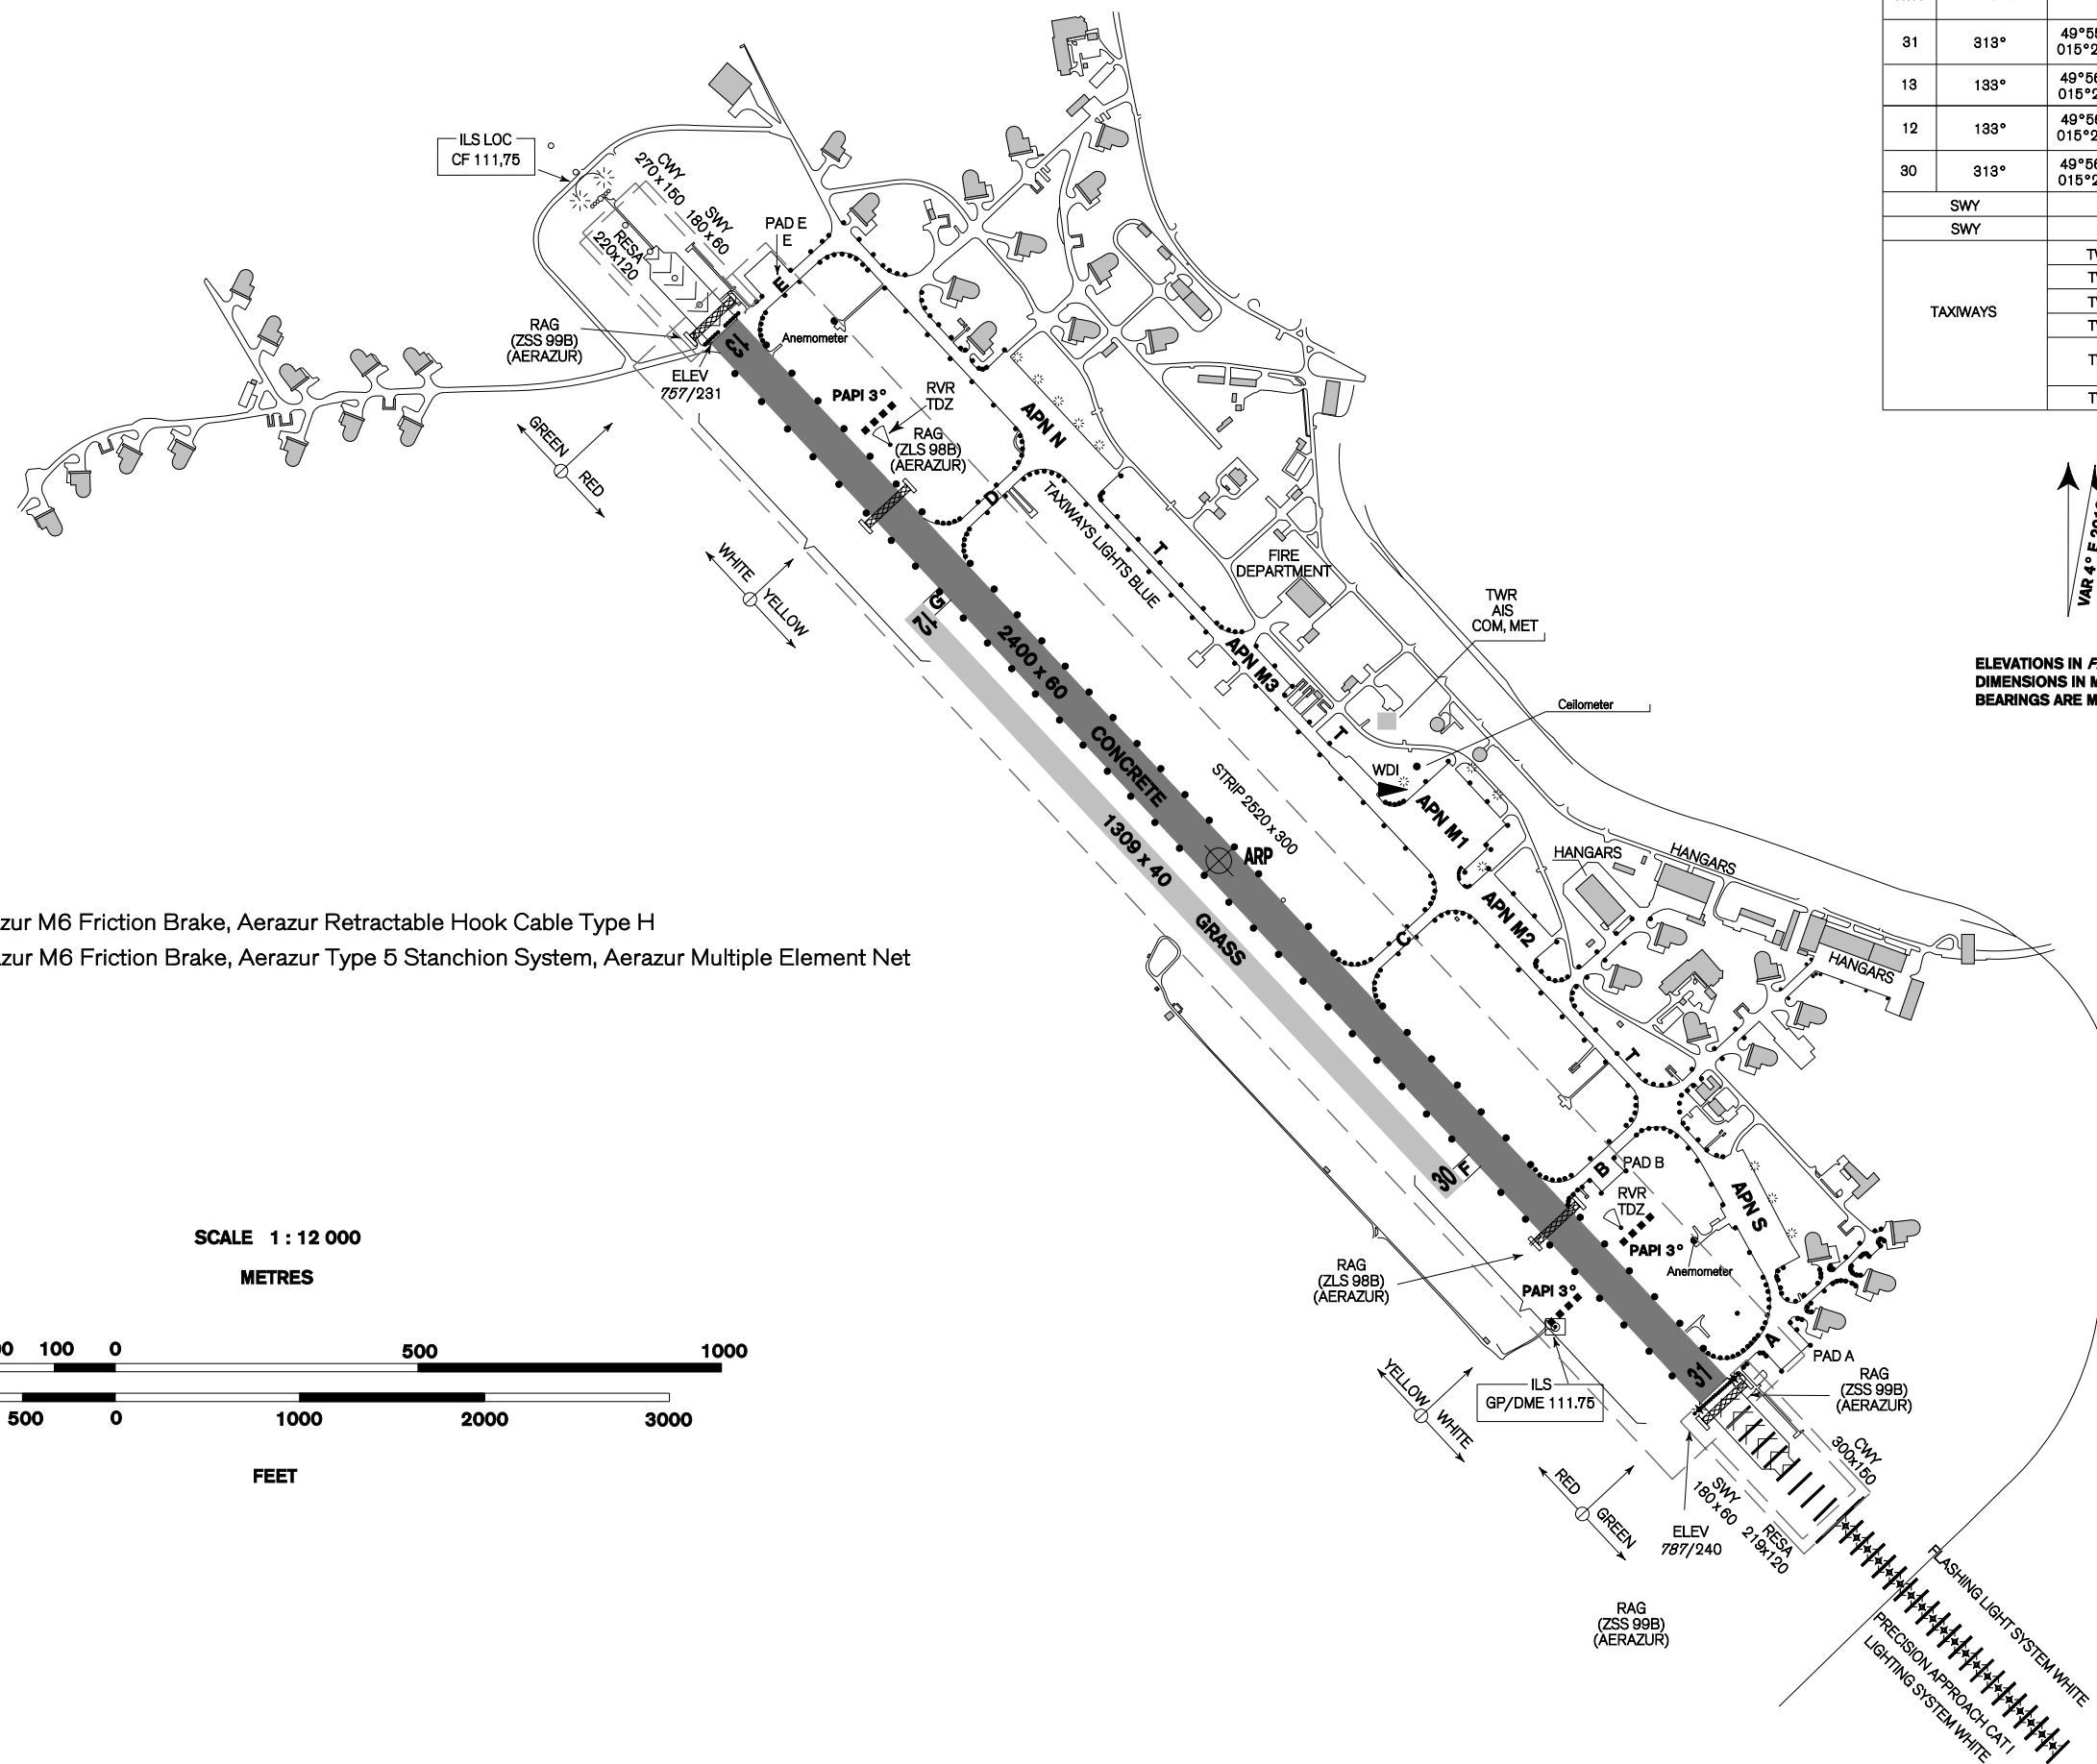 31
313°
13
133°
12
133°
30
313°
SWY
SWY
TAXIWAYS
ILS LOC
CF 111,75
CWY
270 x 150
SWY
180 x 60
RESA
220x120
PAD E
E
E
RAG
(ZSS 99B)
(AERAZUR)
13
Anemometer
ELEV
757/231
PAPI 3°
RVR
TDZ
RAG
(ZLS 98B)
(AERAZUR)
APN N
GREEN
RED
D
TAXIWAYS LIGHTS BLUE
T
FIRE
DEPARTMENT
WHITE
YELLOW
G
12
2400 x 60
CONCRETE
APN M3
TWR
AIS
COM, MET
T
Ceilometer
WDI
STRIP 2520 x 300
APN M1
VAR 4° E
ELEVATIONS IN
DIMENSIONS IN
BEARINGS ARE
1309 x 40
ARP
GRASS
HANGARS
HANGARS
APN M2
HANGARS
C
zur M6 Friction Brake, Aerazur Retractable Hook Cable Type H
zur M6 Friction Brake, Aerazur Type 5 Stanchion System, Aerazur Multiple Element Net
T
30
F
B
PAD B
RVR
TDZ
APN S
PAPI 3°
Anemometer
RAG
(ZLS 98B)
(AERAZUR)
PAPI 3°
A
PAD A
31
RAG
(ZSS 99B)
(AERAZUR)
ILS
GP/DME 111.75
YELLOW
WHITE
CWY
300x150
SWY
180 x 60
RESA
219x120
RED
GREEN
ELEV
787/240
RAG
(ZSS 99B)
(AERAZUR)
FLASHING LIGHT SYSTEM WHITE
PRECISION APPROACH CAT I
LIGHTING SYSTEM WHITE
SCALE 1 : 12 000
METRES
100 0 500 1000
500 0 1000 2000 3000
FEET